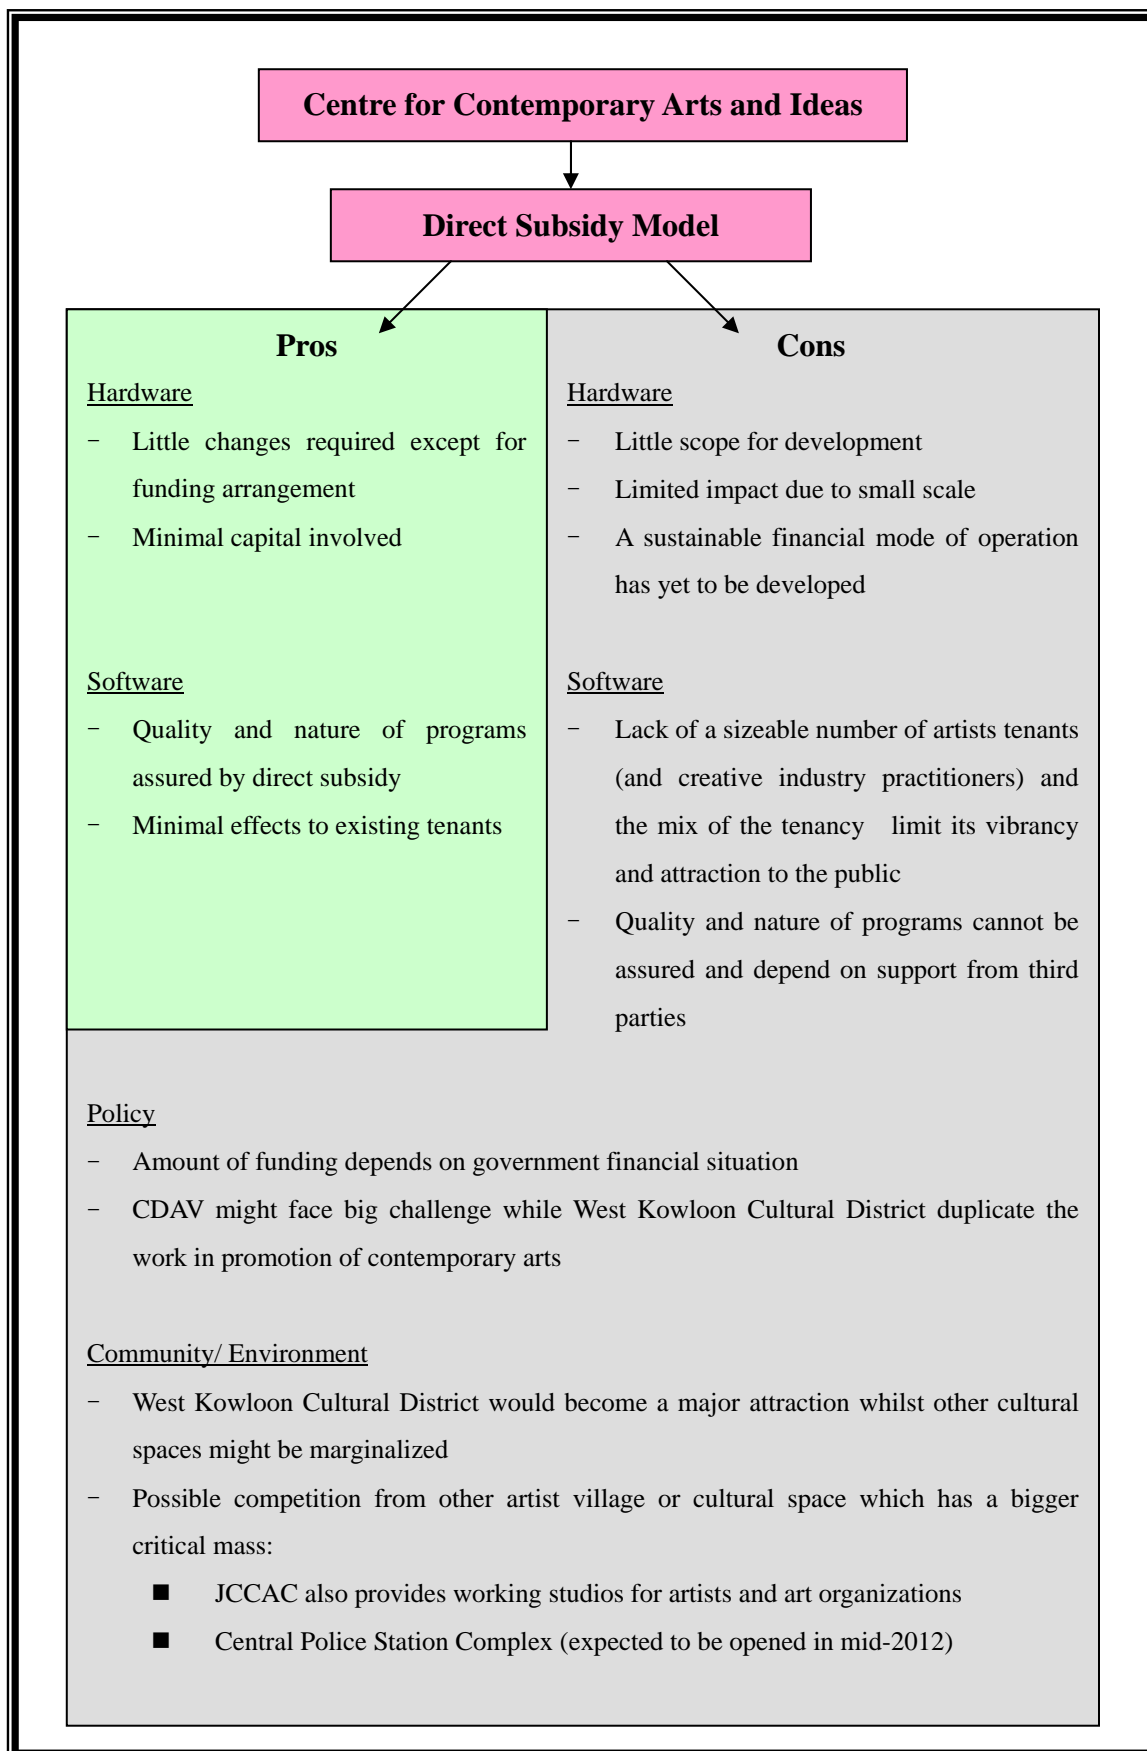 Centre for Contemporary Arts and Ideas
Direct Subsidy Model
Pros
Hardware
- Little changes required except for
funding arrangement
- Minimal capital involved
Software
- Quality and nature of programs
assured by direct subsidy
- Minimal effects to existing tenants
Cons
Hardware
- Little scope for development
- Limited impact due to small scale
- A sustainable financial mode of operation
has yet to be developed
Software
- Lack of a sizeable number of artists tenants
(and creative industry practitioners) and
the mix of the tenancy limit its vibrancy
and attraction to the public
- Quality and nature of programs cannot be
assured and depend on support from third
parties
Policy
- Amount of funding depends on government financial situation
- CDAV might face big challenge while West Kowloon Cultural District duplicate the
work in promotion of contemporary arts
Community/ Environment
- West Kowloon Cultural District would become a major attraction whilst other cultural
spaces might be marginalized
- Possible competition from other artist village or cultural space which has a bigger
critical mass:
■ JCCAC also provides working studios for artists and art organizations
■ Central Police Station Complex (expected to be opened in mid-2012)